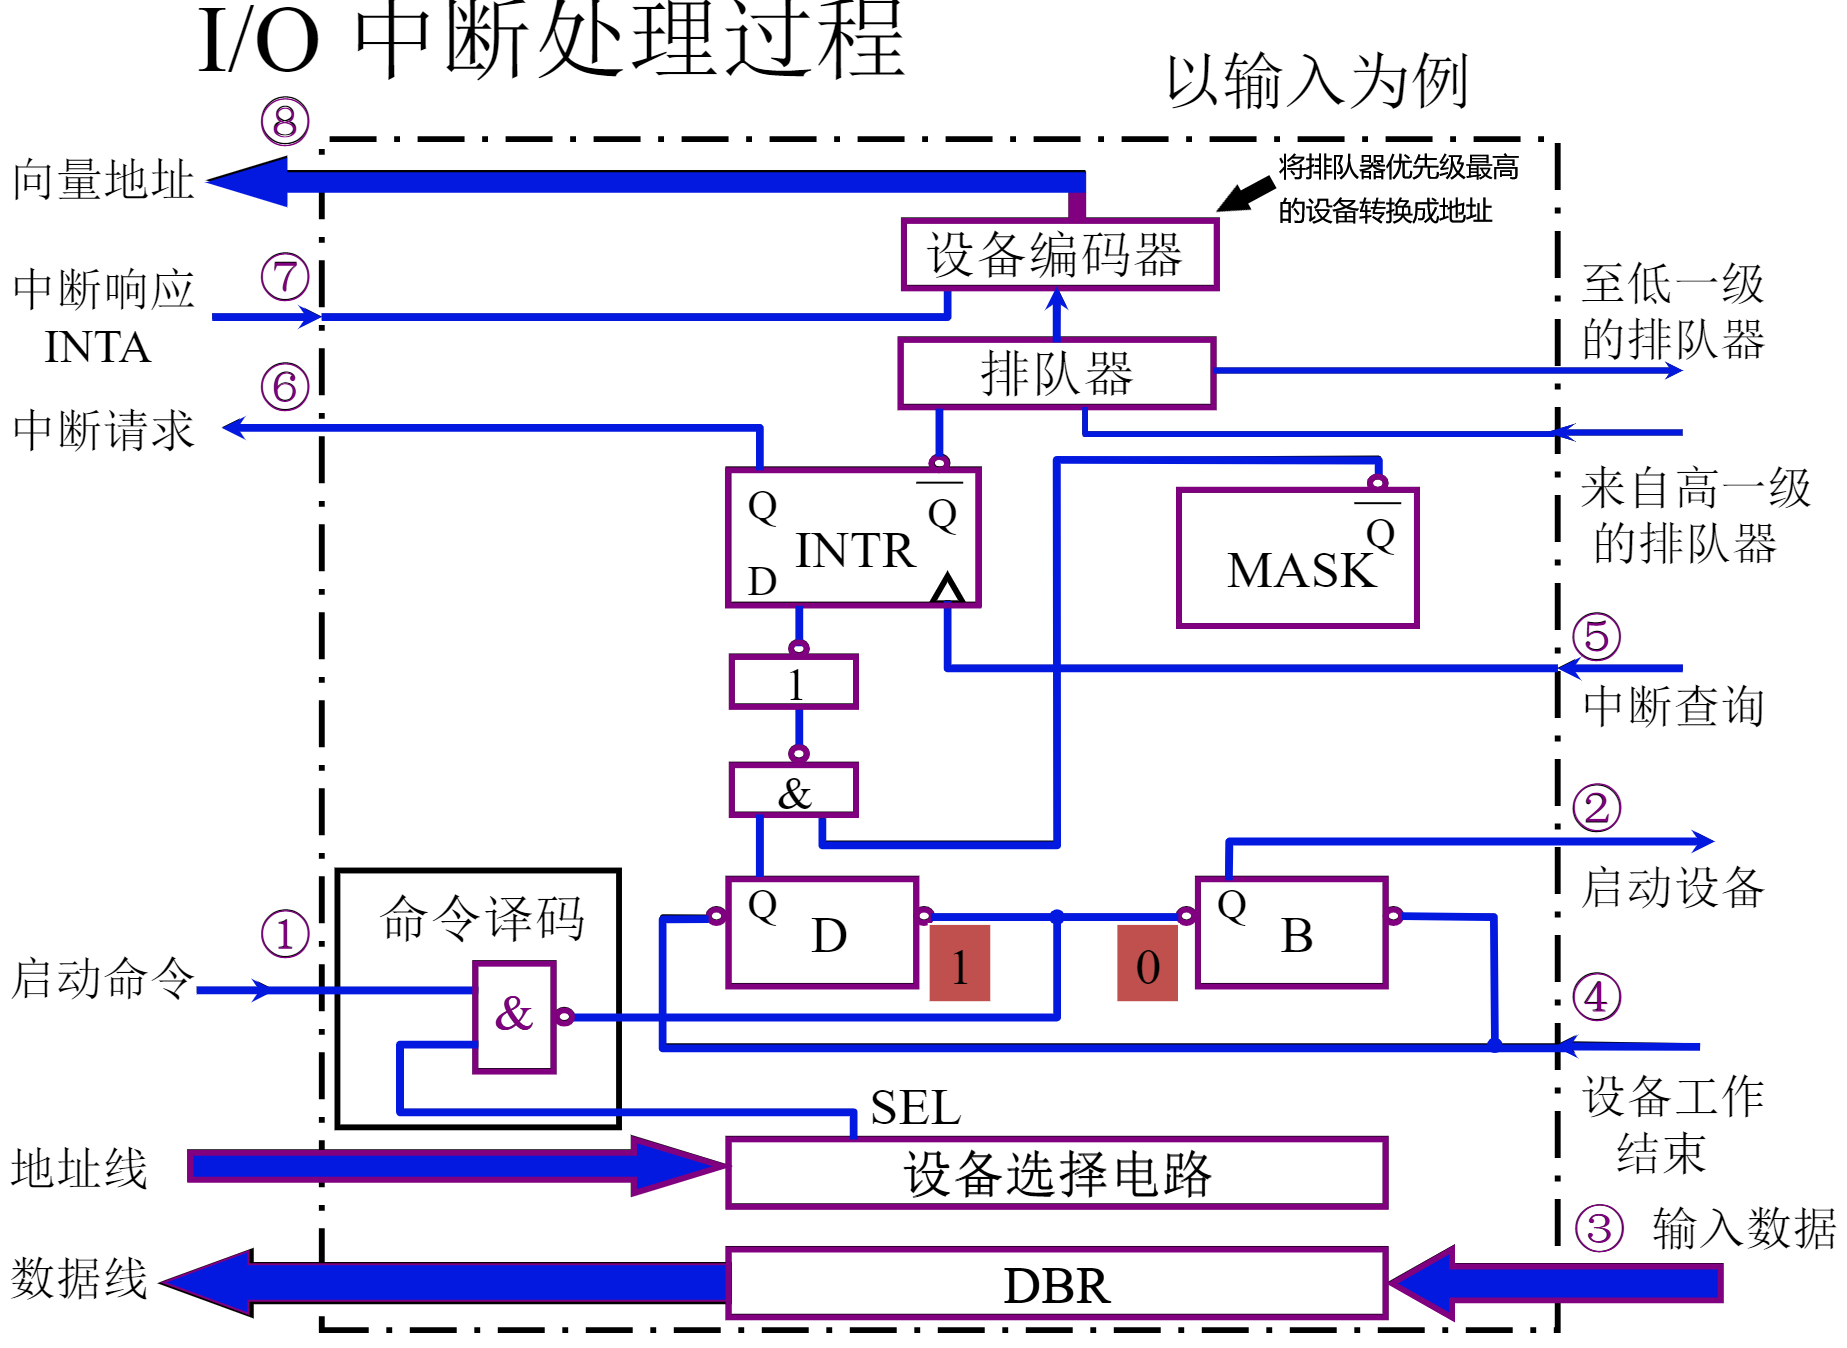 I/O 中断处理过程
以输入为例
⑧
向量地址
将排队器优先级最高
的设备转换成地址
设备编码器
⑦
中断响应
INTA
至低一级
的排队器
排队器
⑥
中断请求
来自高一级
的排队器
Q
Q
INTR
D
Q
MASK
⑤
中断查询
1
&
②
启动设备
①
启动命令
命令译码
&
Q
D
1
0
Q
B
④
设备工作
结束
SEL
地址线
设备选择电路
③
输入数据
数据线
DBR